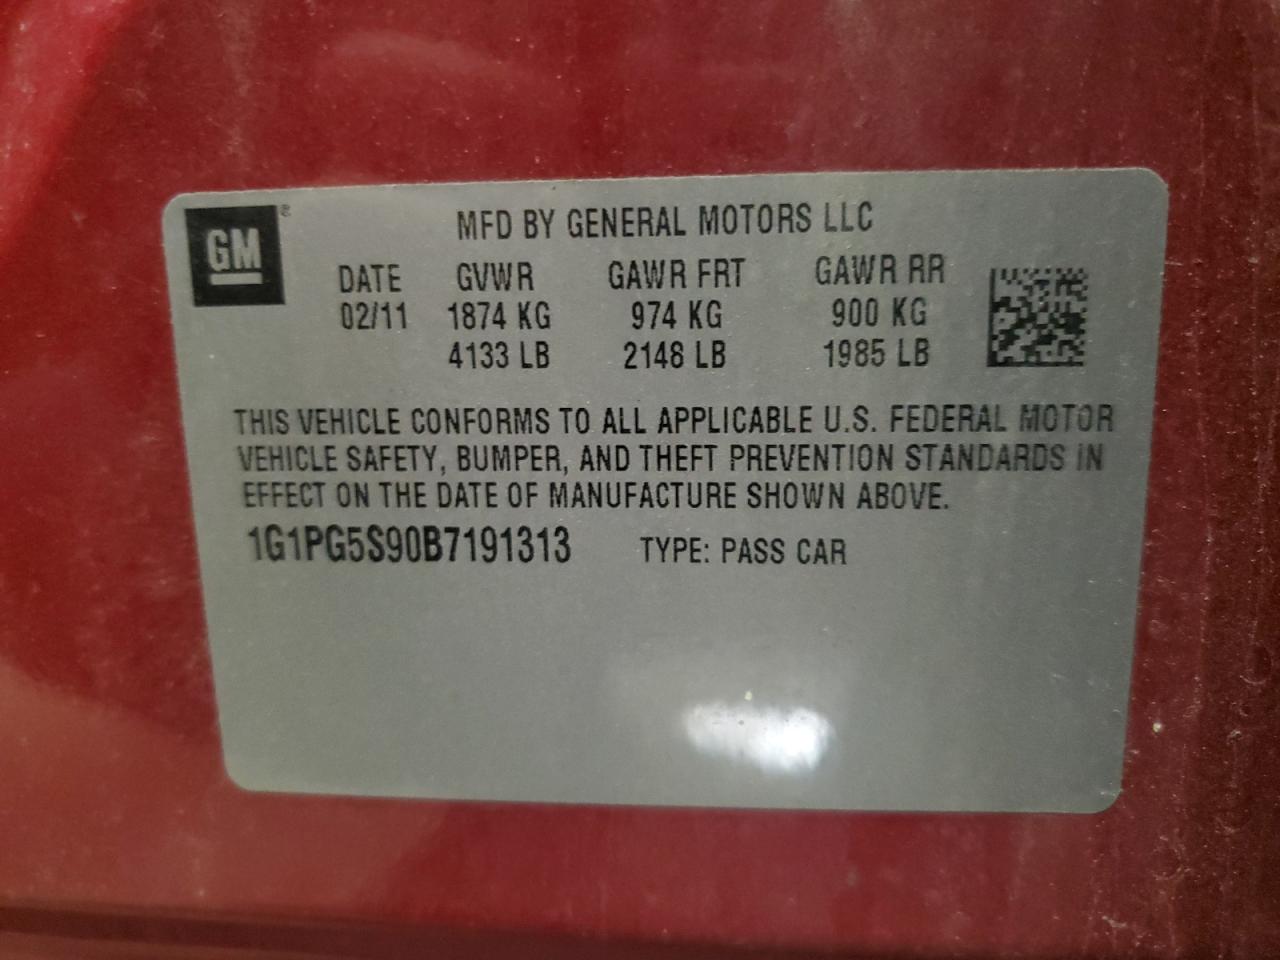 GM®
MFD BY GENERAL MOTORS LLC
DATE GVWR GAWR FRT GAWR RR
02/11 1874 KG 974 KG 900 KG
4133 LB 2148 LB 1985 LB
THIS VEHICLE CONFORMS TO ALL APPLICABLE U.S. FEDERAL MOTOR
VEHICLE SAFETY, BUMPER, AND THEFT PREVENTION STANDARDS IN
EFFECT ON THE DATE OF MANUFACTURE SHOWN ABOVE.
1G1PG5S90B7191313 TYPE: PASS CAR